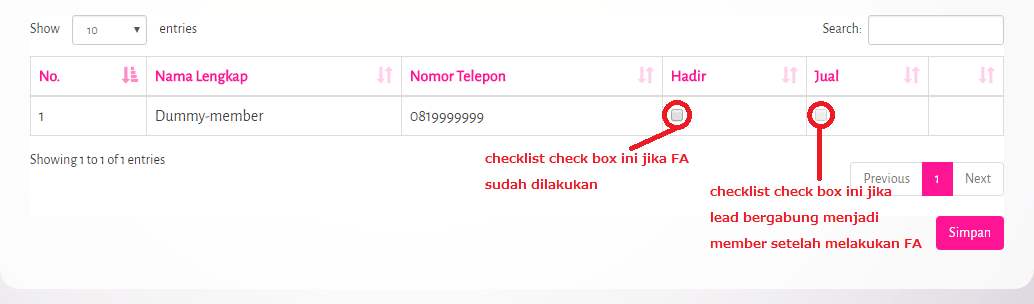 Show 10 entries Search:
No. Nama Lengkap Nomor Telepon Hadir Jual
1 Dummy-member 0819999999
Showing 1 to 1 of 1 entries
checklist check box ini jika FA
sudah dilakukan
Previous 1 Next
checklist check box ini jika
lead bergabung menjadi
member setelah melakukan FA
Simpan